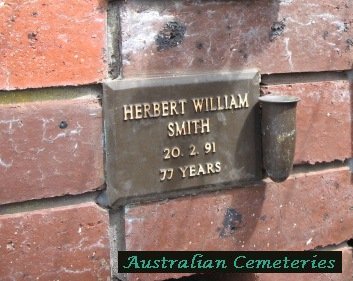 HERBERT WILLIAM
SMITH
20. 2. 91
77 YEARS
Australian Cemeteries